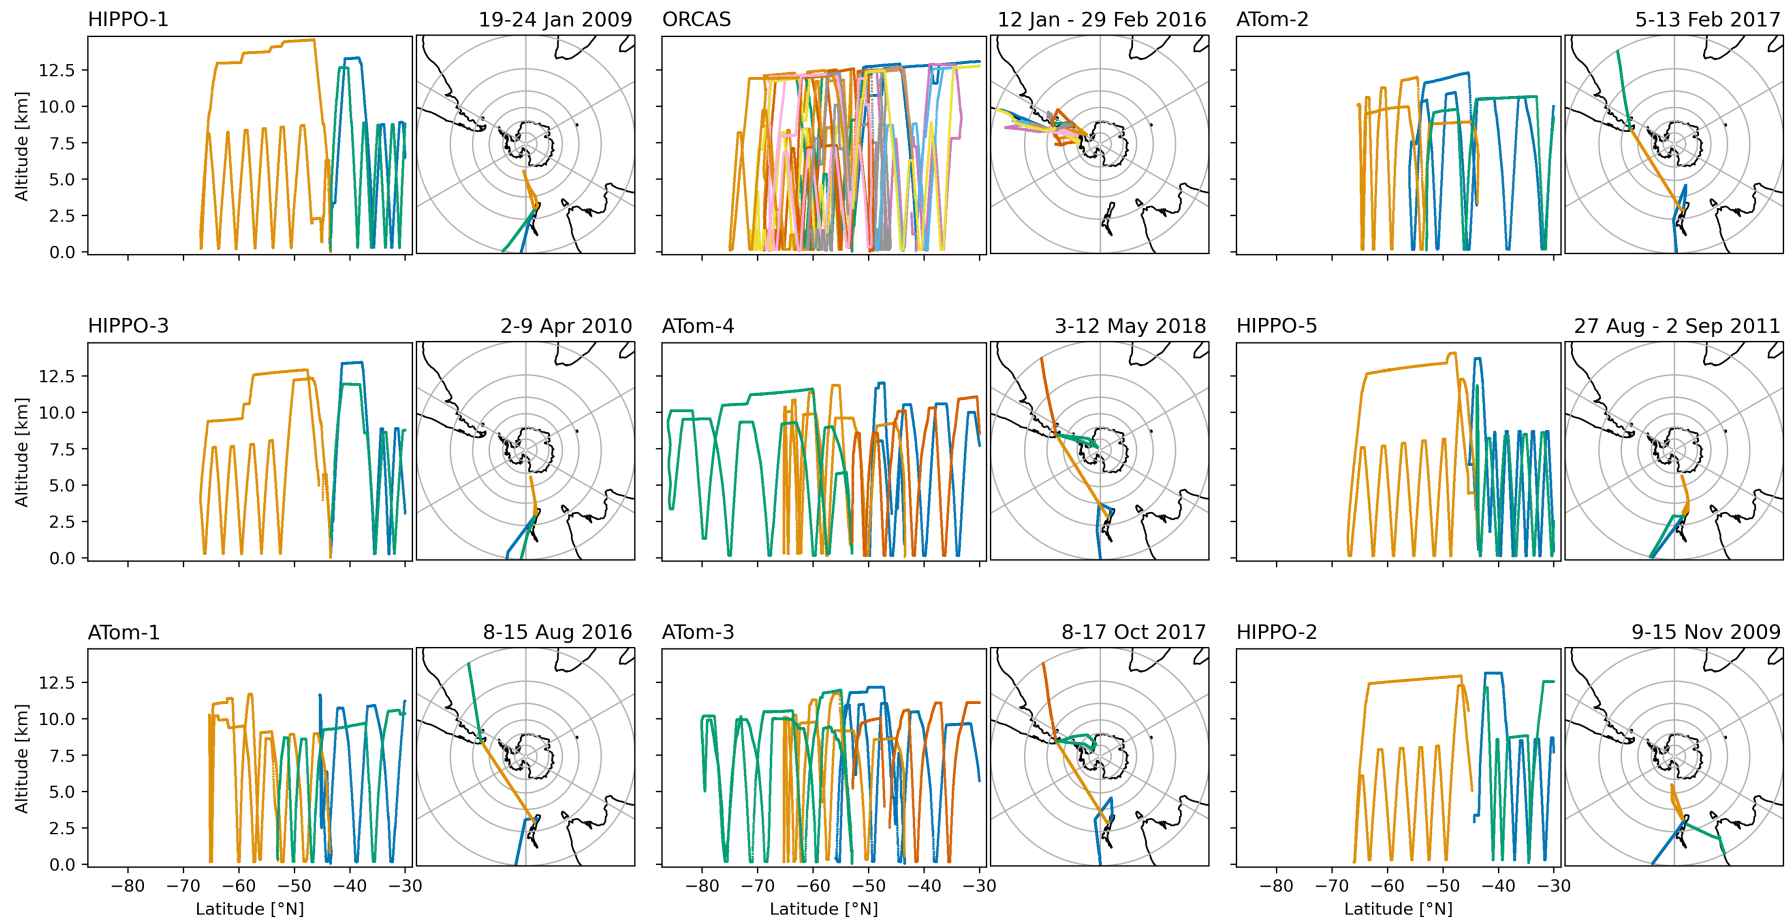 HIPPO-1 19-24 Jan 2009 ORCAS 12 Jan - 29 Feb 2016 ATom-2 5-13 Feb 2017
12.5
10.0
7.5
5.0
2.5
0.0
Altitude [km]
HIPPO-3 2-9 Apr 2010 ATom-4 3-12 May 2018 HIPPO-5 27 Aug - 2 Sep 2011
12.5
10.0
7.5
5.0
2.5
0.0
Altitude [km]
ATom-1 8-15 Aug 2016 ATom-3 8-17 Oct 2017 HIPPO-2 9-15 Nov 2009
12.5
10.0
7.5
5.0
2.5
0.0
Altitude [km]
−80 −70 −60 −50 −40 −30 −80 −70 −60 −50 −40 −30 −80 −70 −60 −50 −40 −30
Latitude [°N] Latitude [°N] Latitude [°N]